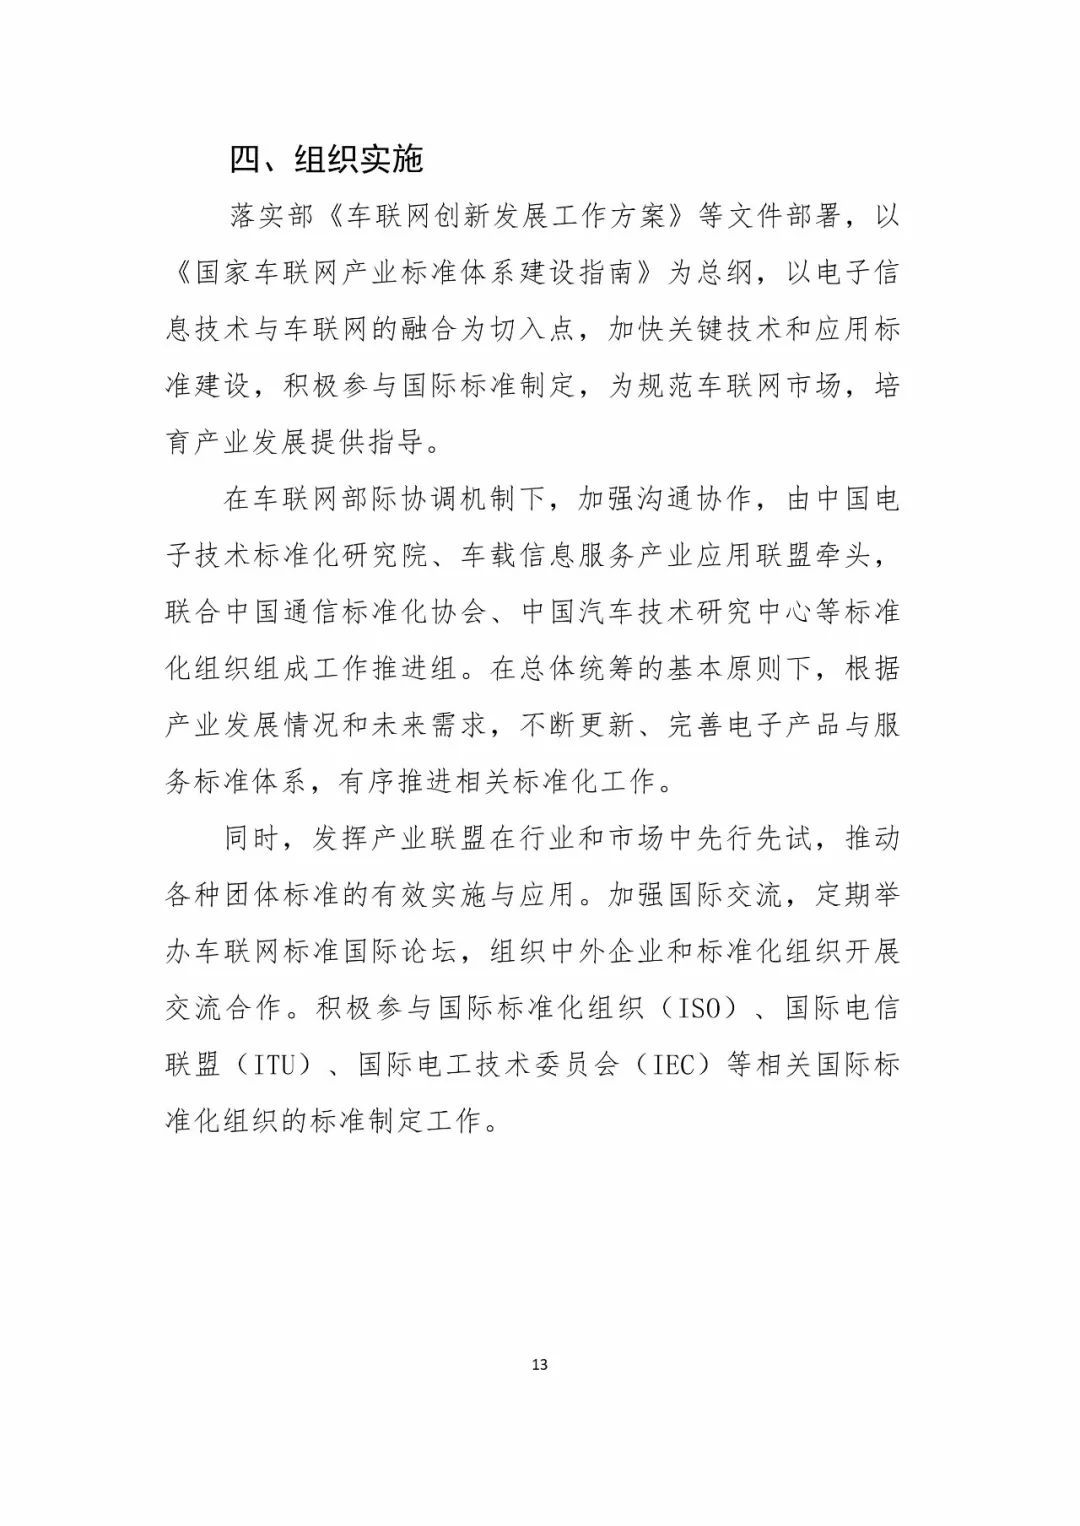 四、组织实施
落实部《车联网创新发展工作方案》等文件部署，以
《国家车联网产业标准体系建设指南》为总纲，以电子信
息技术与车联网的融合为切入点，加快关键技术和应用标
准建设，积极参与国际标准制定，为规范车联网市场，培
育产业发展提供指导。
在车联网部际协调机制下，加强沟通协作，由中国电
子技术标准化研究院、车载信息服务产业应用联盟牵头，
联合中国通信标准化协会、中国汽车技术研究中心等标准
化组织组成工作推进组。在总体统筹的基本原则下，根据
产业发展情况和未来需求，不断更新、完善电子产品与服
务标准体系，有序推进相关标准化工作。
同时，发挥产业联盟在行业和市场中先行先试，推动
各种团体标准的有效实施与应用。加强国际交流，定期举
办车联网标准国际论坛，组织中外企业和标准化组织开展
交流合作。积极参与国际标准化组织（ISO）、国际电信
联盟（ITU）、国际电工技术委员会（IEC）等相关国际标
准化组织的标准制定工作。
13